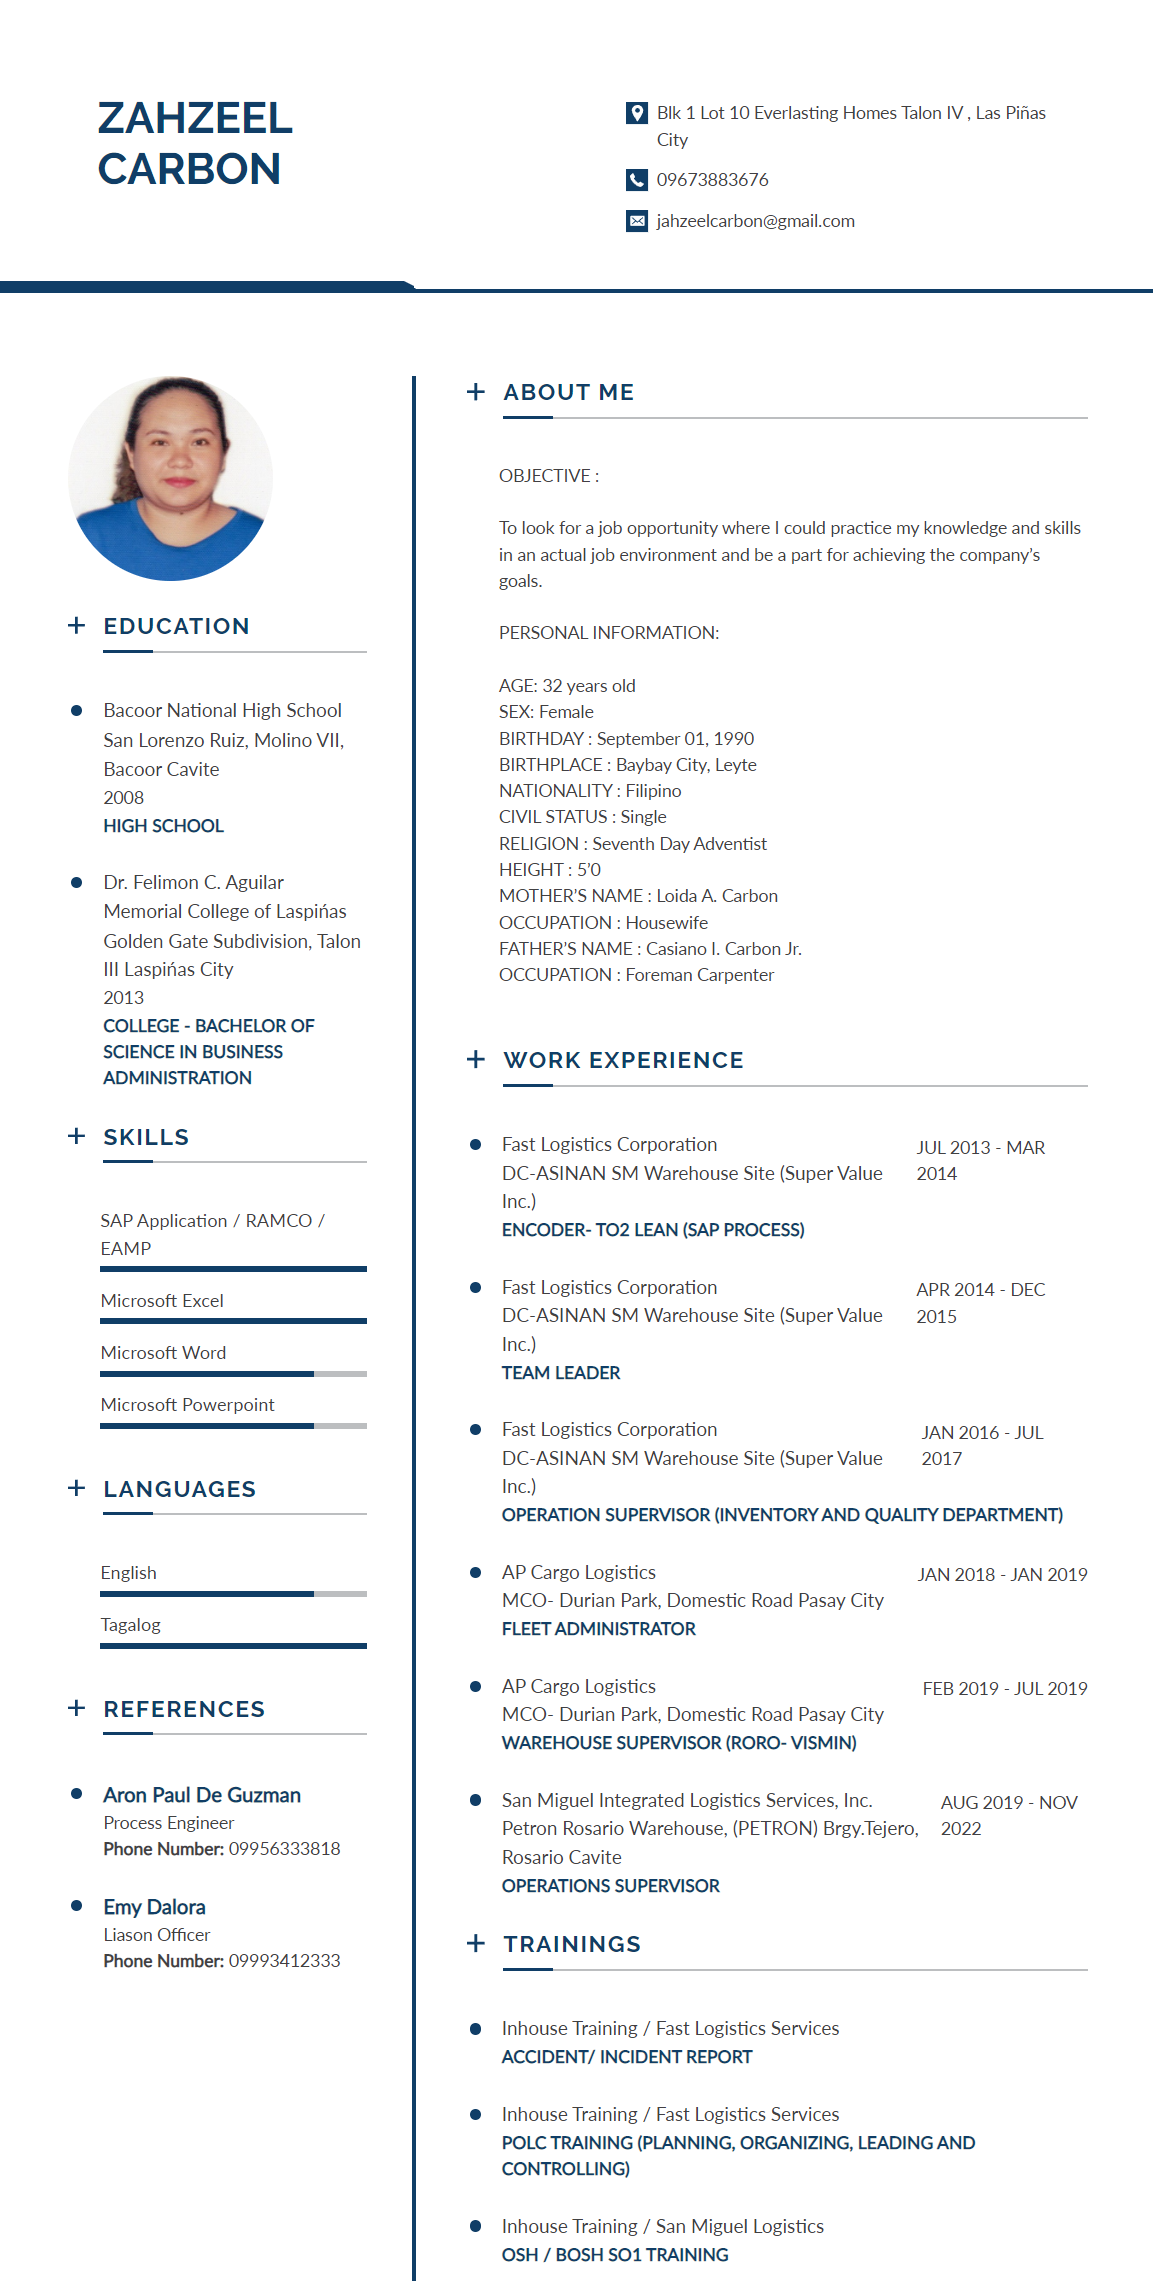 ZAHZEEL
CARBON
Blk 1 Lot 10 Everlasting Homes Talon IV , Las Piñas
City
09673883676
jahzeelcarbon@gmail.com
EDUCATION
Bacoor National High School
San Lorenzo Ruiz, Molino VII,
Bacoor Cavite
2008
HIGH SCHOOL
Dr. Felimon C. Aguilar
Memorial College of Laspińas
Golden Gate Subdivision, Talon
III Laspińas City
2013
COLLEGE - BACHELOR OF
SCIENCE IN BUSINESS
ADMINISTRATION
SKILLS
SAP Application / RAMCO /
EAMP
Microsoft Excel
Microsoft Word
Microsoft Powerpoint
LANGUAGES
English
Tagalog
REFERENCES
Aron Paul De Guzman
Process Engineer
Phone Number: 09956333818
Emy Dalora
Liason Officer
Phone Number: 09993412333
ABOUT ME
OBJECTIVE :
To look for a job opportunity where I could practice my knowledge and skills
in an actual job environment and be a part for achieving the company's
goals.
PERSONAL INFORMATION:
AGE: 32 years old
SEX: Female
BIRTHDAY : September 01, 1990
BIRTHPLACE : Baybay City, Leyte
NATIONALITY : Filipino
CIVIL STATUS : Single
RELIGION : Seventh Day Adventist
HEIGHT : 5'0
MOTHER'S NAME : Loida A. Carbon
OCCUPATION : Housewife
FATHER'S NAME : Casiano I. Carbon Jr.
OCCUPATION : Foreman Carpenter
WORK EXPERIENCE
Fast Logistics Corporation
DC-ASINAN SM Warehouse Site (Super Value
Inc.)
ENCODER- TO2 LEAN (SAP PROCESS)
JUL 2013 - MAR
2014
Fast Logistics Corporation
DC-ASINAN SM Warehouse Site (Super Value
Inc.)
TEAM LEADER
APR 2014 - DEC
2015
Fast Logistics Corporation
DC-ASINAN SM Warehouse Site (Super Value
Inc.)
OPERATION SUPERVISOR (INVENTORY AND QUALITY DEPARTMENT)
JAN 2016 - JUL
2017
AP Cargo Logistics
MCO- Durian Park, Domestic Road Pasay City
FLEET ADMINISTRATOR
JAN 2018 - JAN 2019
AP Cargo Logistics
MCO- Durian Park, Domestic Road Pasay City
WAREHOUSE SUPERVISOR (RORO- VISMIN)
FEB 2019 - JUL 2019
San Miguel Integrated Logistics Services, Inc.
Petron Rosario Warehouse, (PETRON) Brgy.Tejero,
Rosario Cavite
OPERATIONS SUPERVISOR
AUG 2019 - NOV
2022
TRAININGS
Inhouse Training / Fast Logistics Services
ACCIDENT/ INCIDENT REPORT
Inhouse Training / Fast Logistics Services
POLC TRAINING (PLANNING, ORGANIZING, LEADING AND
CONTROLLING)
Inhouse Training / San Miguel Logistics
OSH / BOSH SO1 TRAINING